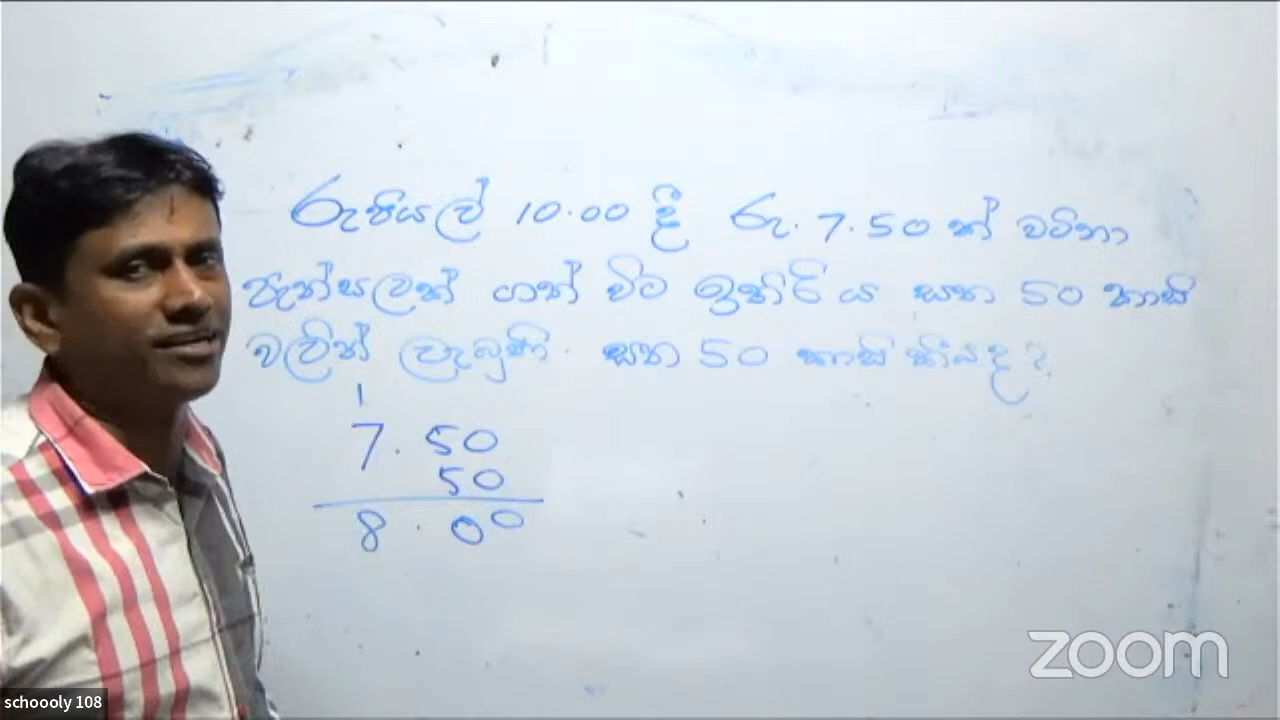 රුපියල් 10.00 දී රු. 7.50 ක් වටිනා
පැන්සලක් ගත් විට ඉතිරිය සත 50 කාසි
වලින් ලැබුණි. සත 50 කාසි කීයද?
1
7.50
50
8.00
zoom
schoooly 108